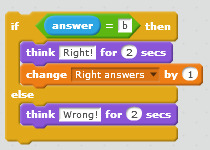 if answer = b then
think Right! for 2 secs
change Right answers by 1
else
think Wrong! for 2 secs